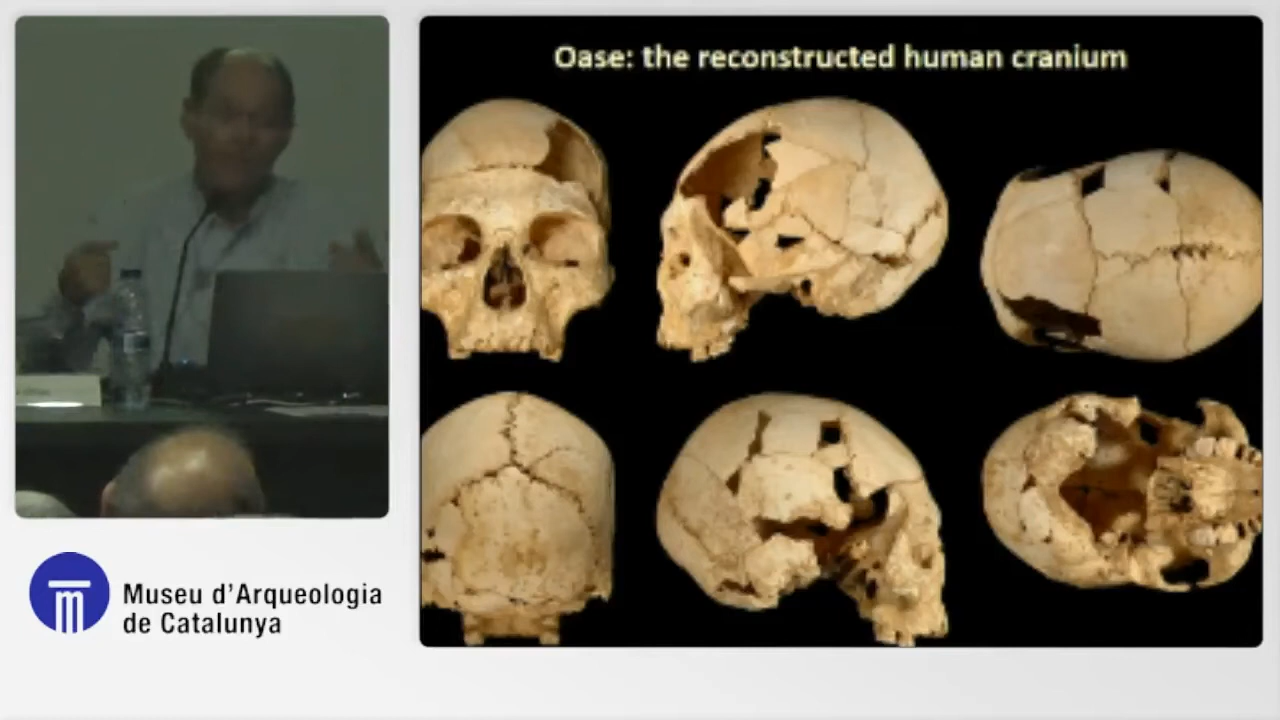 Oase: the reconstructed human cranium
Museu d'Arqueologia
de Catalunya